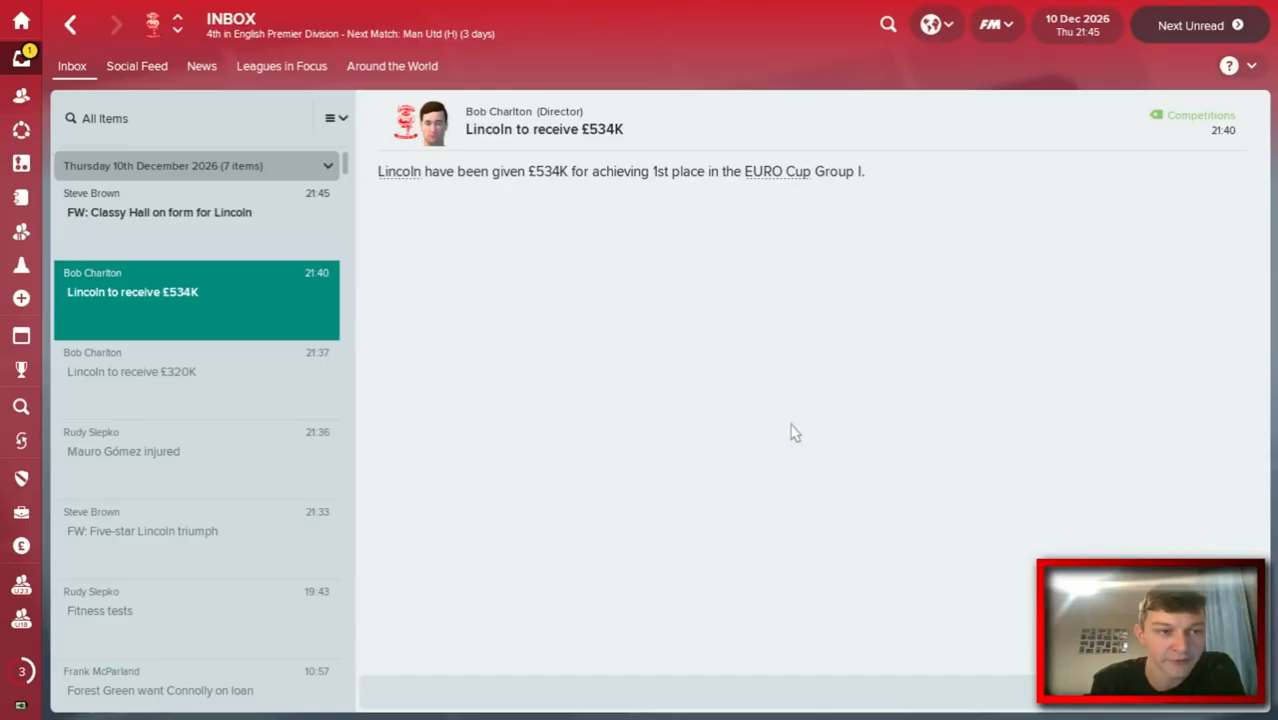 INBOX
4th in English Premier Division - Next Match: Man Utd (H) (3 days)
FM
10 Dec 2026
Thu 21:45
Next Unread
1
Inbox
Social Feed
News
Leagues in Focus
Around the World
?
All Items
Thursday 10th December 2026 (7 items)
Steve Brown 21:45
FW: Classy Hall on form for Lincoln
Bob Charlton 21:40
Lincoln to receive £534K
Bob Charlton 21:37
Lincoln to receive £320K
Rudy Slepko 21:36
Mauro Gómez injured
Steve Brown 21:33
FW: Five-star Lincoln triumph
Rudy Slepko 19:43
Fitness tests
Frank McParland 10:57
Forest Green want Connolly on loan
Bob Charlton (Director)
Lincoln to receive £534K
Competitions
21:40
Lincoln have been given £534K for achieving 1st place in the EURO Cup Group I.
£
U23
U18
3